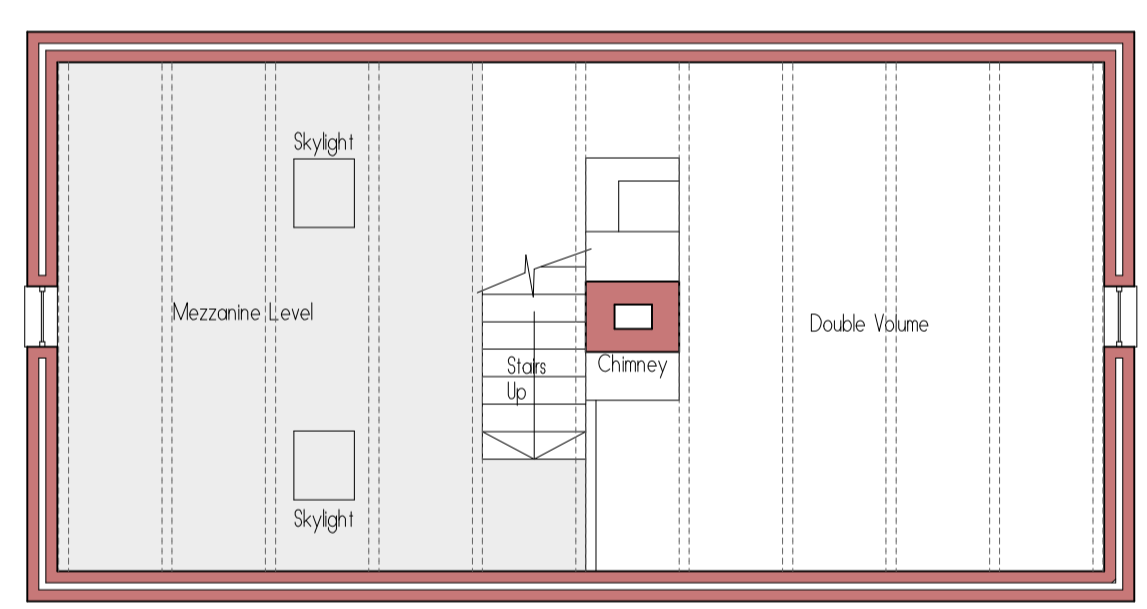 Skylight
Mezzanine Level
Double Volume
Stairs
Up
Chimney
Skylight